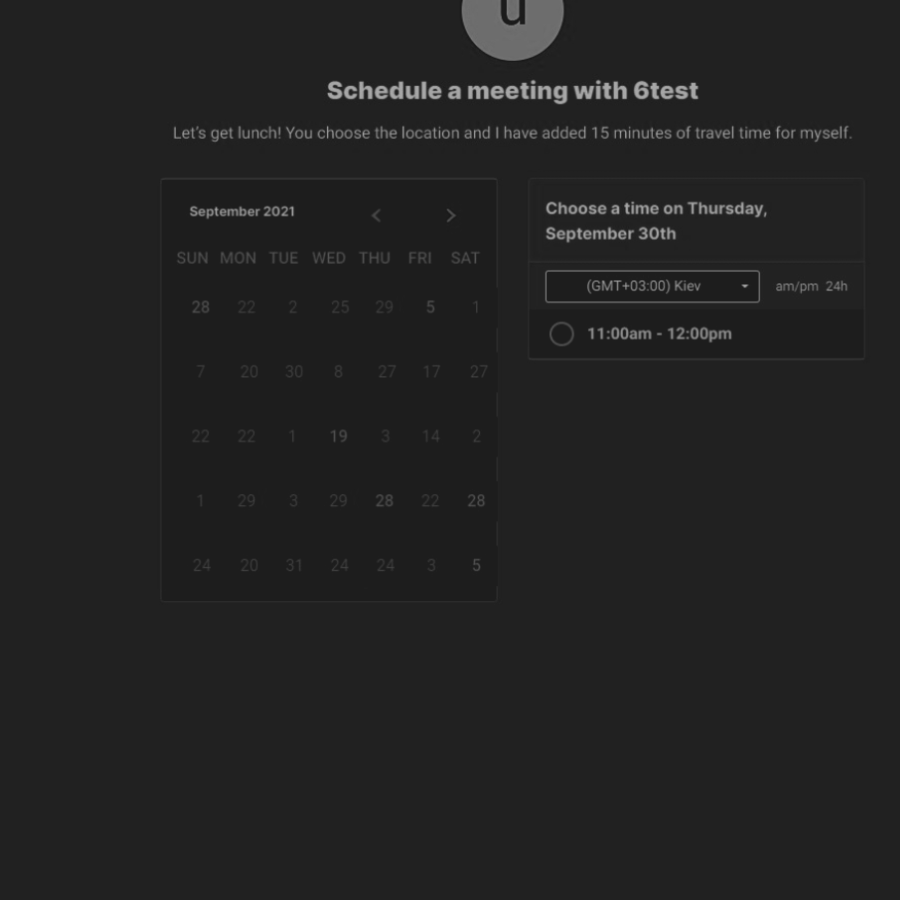 u
Schedule a meeting with 6test
Let's get lunch! You choose the location and I have added 15 minutes of travel time for myself.
September 2021
SUN MON TUE WED THU FRI SAT
28 22 2 25 29 5 1
7 20 30 8 27 17 27
22 22 1 19 3 14 2
1 29 3 29 28 22 28
24 20 31 24 24 3 5
Choose a time on Thursday,
September 30th
(GMT+03:00) Kiev am/pm 24h
11:00am - 12:00pm